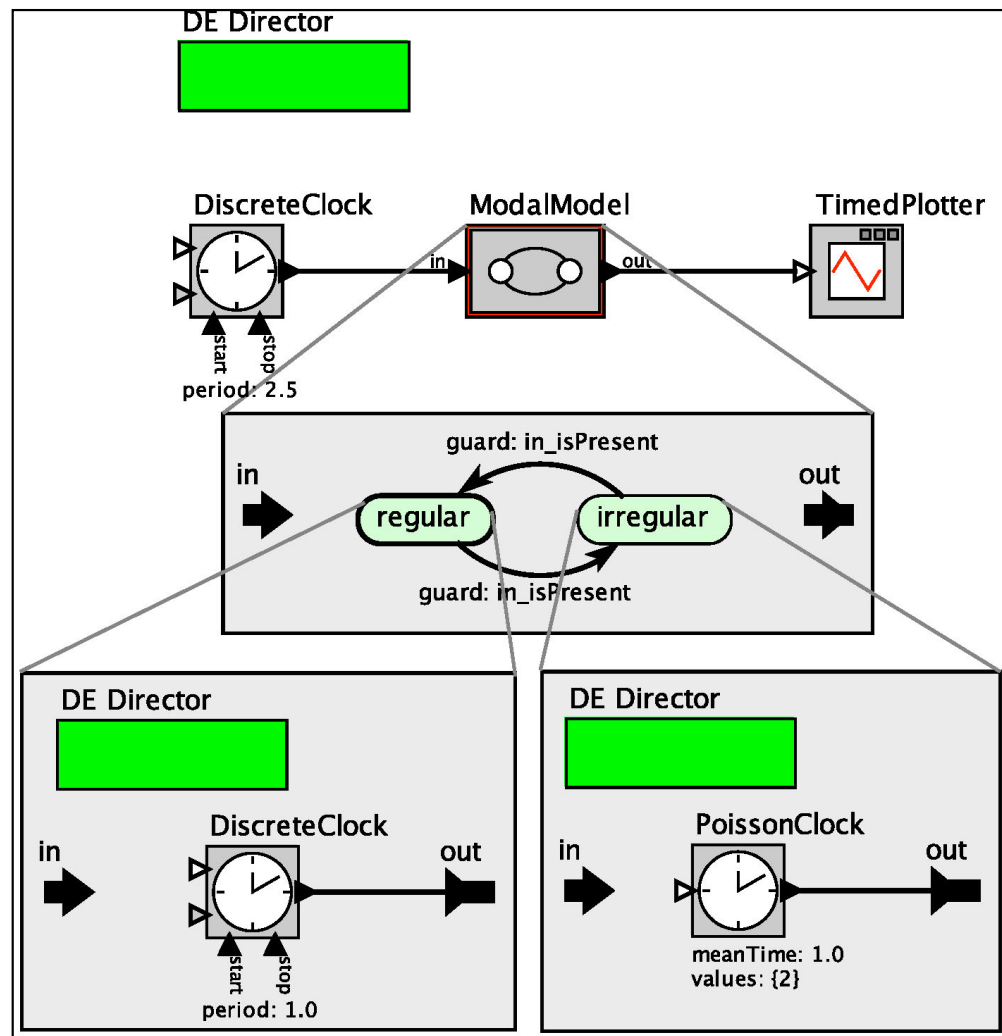 DE Director
DiscreteClock
ModalModel
TimedPlotter
in
out
start
stop
period: 2.5
guard: in_isPresent
in
out
regular
irregular
guard: in_isPresent
DE Director
DiscreteClock
in
out
start
stop
period: 1.0
DE Director
PoissonClock
in
out
meanTime: 1.0
values: {2}